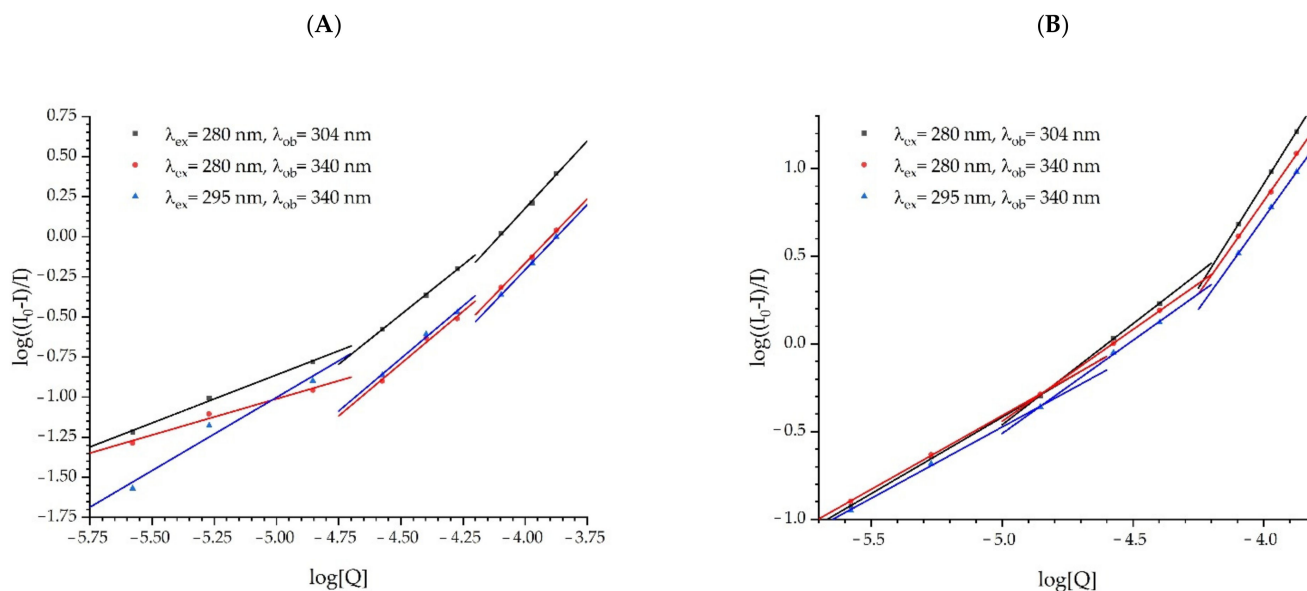 (A)
(B)
λex= 280 nm, λob= 304 nm
λex= 280 nm, λob= 340 nm
λex= 295 nm, λob= 340 nm
log((I0-I)/I)
0.75
0.50
0.25
0.00
−0.25
−0.50
−0.75
−1.00
−1.25
−1.50
−1.75
−5.75 −5.50 −5.25 −5.00 −4.75 −4.50 −4.25 −4.00 −3.75
log[Q]
λex= 280 nm, λob= 304 nm
λex= 280 nm, λob= 340 nm
λex= 295 nm, λob= 340 nm
log((I0-I)/I)
1.0
0.5
0.0
−0.5
−1.0
−5.5 −5.0 −4.5 −4.0
log[Q]